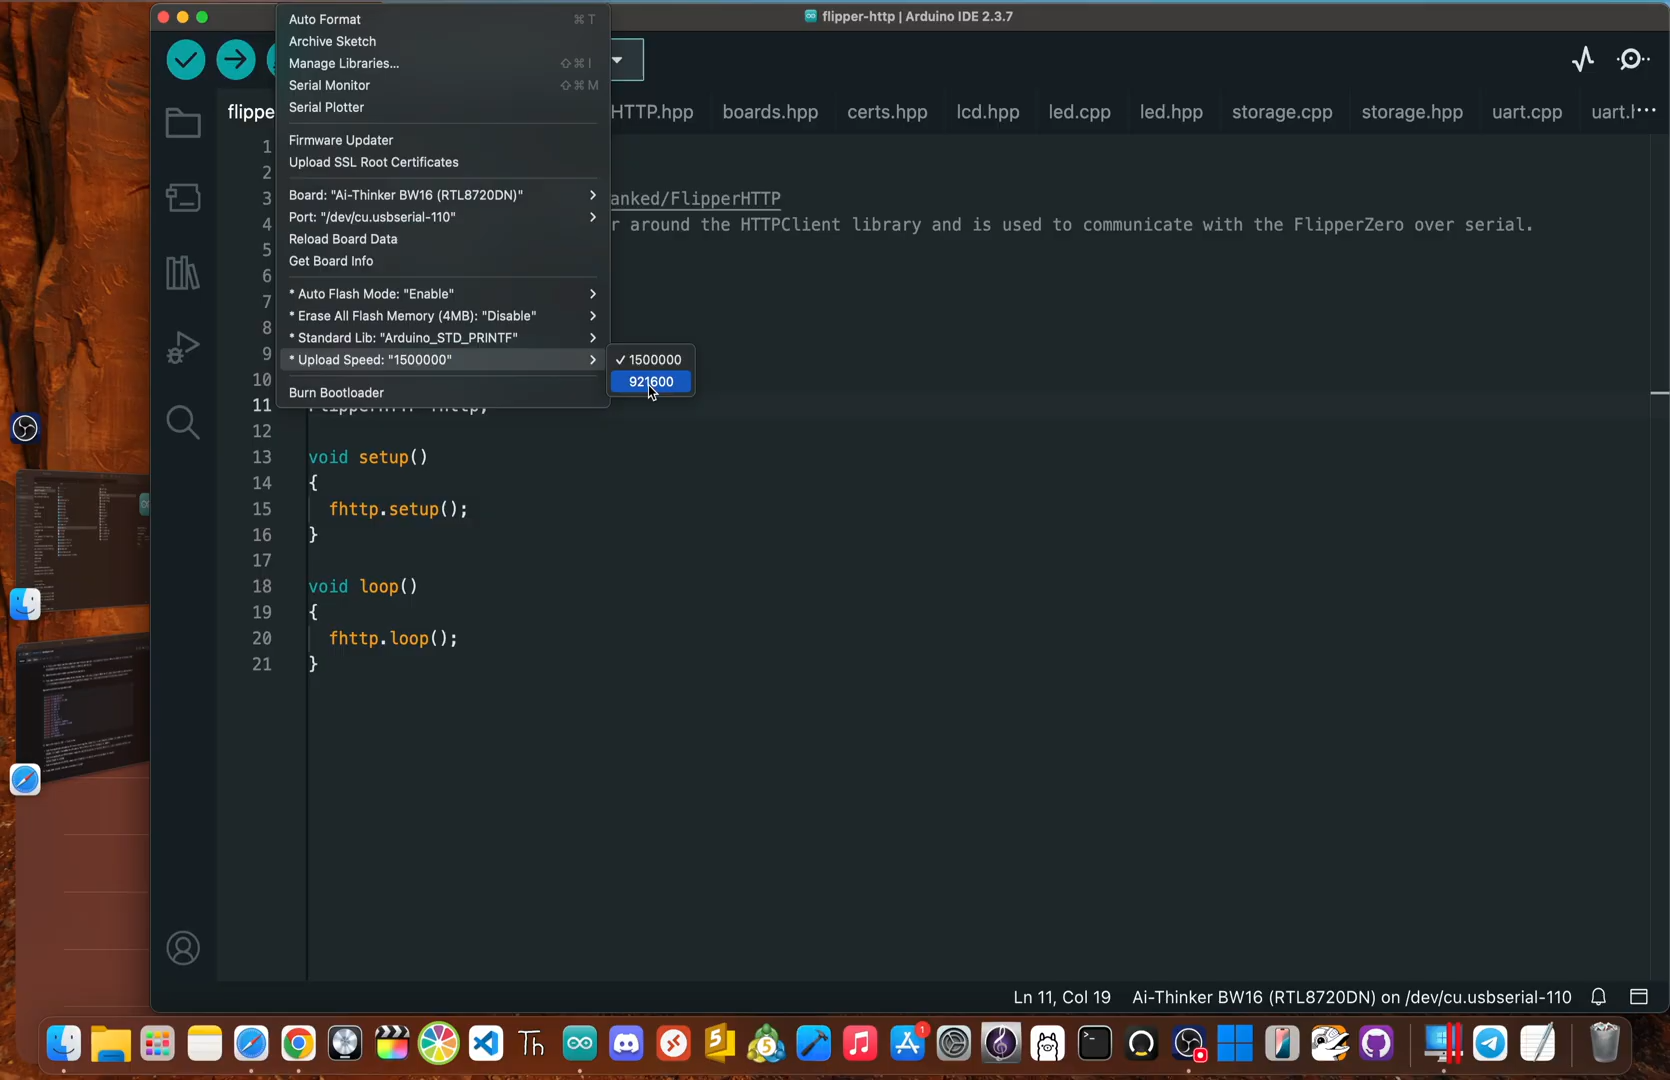 flipper-http | Arduino IDE 2.3.7
Auto Format ⌘ T
Archive Sketch
Manage Libraries... ⇧⌘ I
Serial Monitor ⇧⌘ M
Serial Plotter
Firmware Updater
Upload SSL Root Certificates
Board: "Ai-Thinker BW16 (RTL8720DN)"
Port: "/dev/cu.usbserial-110"
Reload Board Data
Get Board Info
* Auto Flash Mode: "Enable"
* Erase All Flash Memory (4MB): "Disable"
* Standard Lib: "Arduino_STD_PRINTF"
* Upload Speed: "1500000"
✓ 1500000
921600
Burn Bootloader
flippe HTTP.hpp boards.hpp certs.hpp lcd.hpp led.cpp led.hpp storage.cpp storage.hpp uart.cpp uart.h ···
1
2
3 anked/FlipperHTTP
4 r around the HTTPClient library and is used to communicate with the FlipperZero over serial.
5
6
7
8
9
10
11
12
13 void setup()
14 {
15 fhttp.setup();
16 }
17
18 void loop()
19 {
20 fhttp.loop();
21 }
Ln 11, Col 19 Ai-Thinker BW16 (RTL8720DN) on /dev/cu.usbserial-110
Th
5
5
1